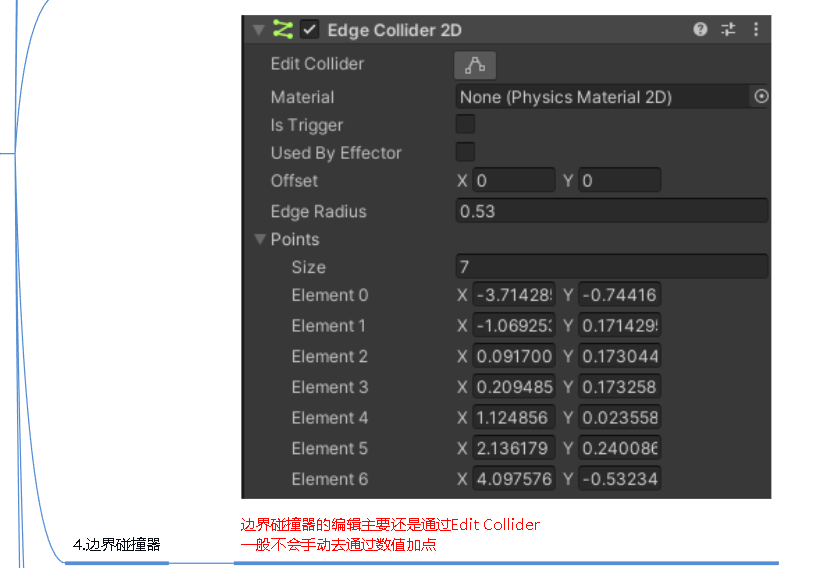 Edge Collider 2D
Edit Collider
Material None (Physics Material 2D)
Is Trigger
Used By Effector
Offset X 0 Y 0
Edge Radius 0.53
Points
Size 7
Element 0 X -3.71428 Y -0.74416
Element 1 X -1.06925 Y 0.171429
Element 2 X 0.091700 Y 0.173044
Element 3 X 0.209485 Y 0.173258
Element 4 X 1.124856 Y 0.023558
Element 5 X 2.136179 Y 0.240086
Element 6 X 4.097576 Y -0.53234
边界碰撞器的编辑主要还是通过Edit Collider
一般不会手动去通过数值加点
4.边界碰撞器